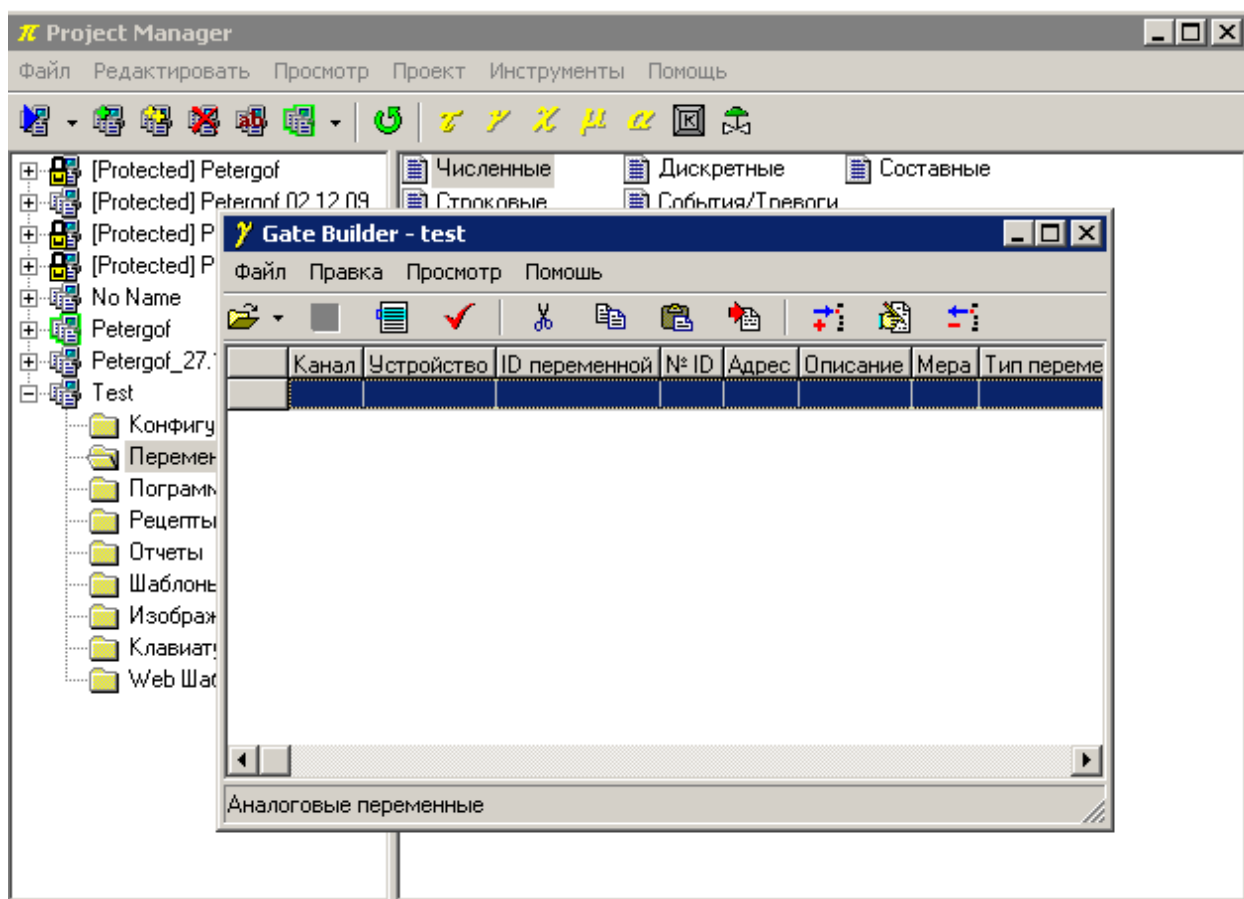 π Project Manager
Файл Редактировать Просмотр Проект Инструменты Помощь
τ γ χ μ α K
[Protected] Petergof
[Protected] Petergof 02.12.09
[Protected] P
[Protected] P
No Name
Petergof
Petergof_27.
Test
Конфигу
Перемен
Пограмм
Рецепты
Отчеты
Шаблоны
Изображ
Клавиату
Web Шаб
Численные Дискретные Составные
Строковые События/Тревоги
γ Gate Builder - test
Файл Правка Просмотр Помошь
Канал Устройство ID переменной № ID Адрес Описание Мера Тип переме
Аналоговые переменные